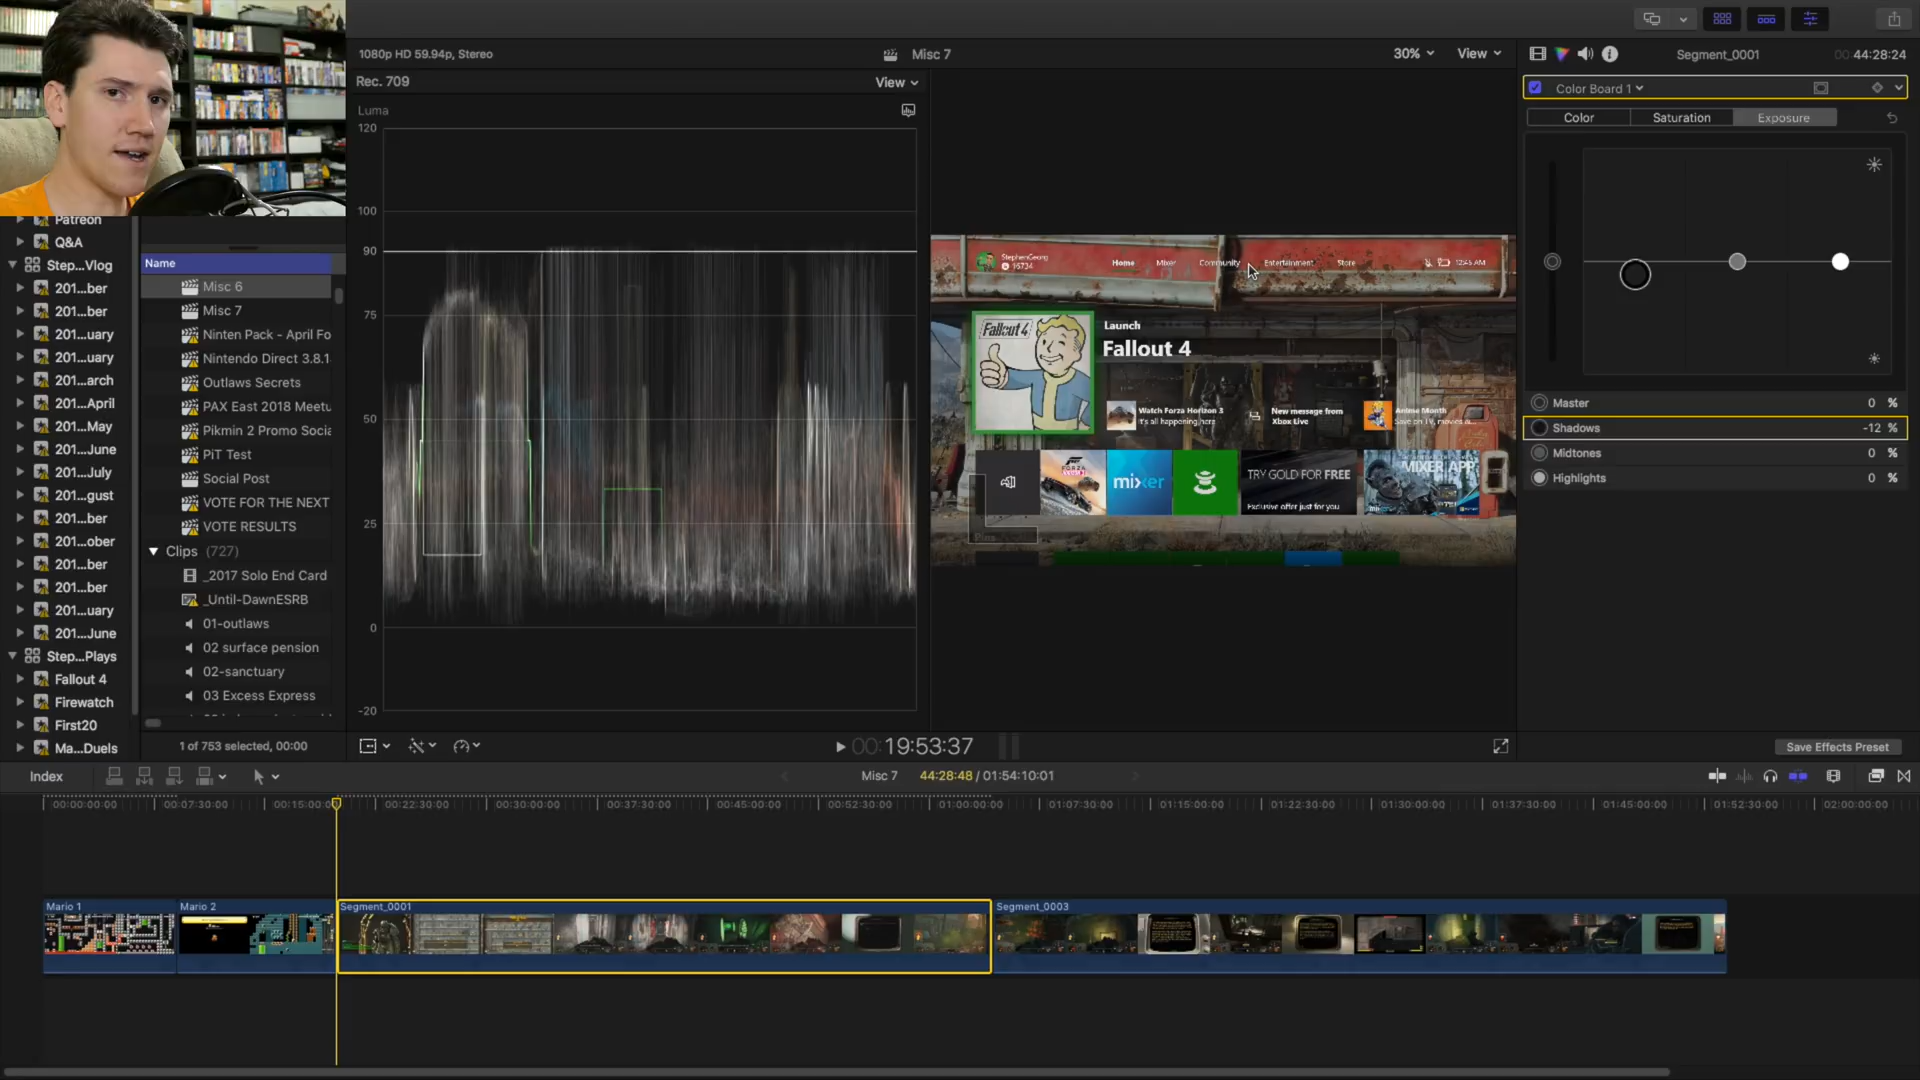 1080p HD 59.94p, Stereo
Misc 7
30%
View
Segment_0001
00 44:28:24
Rec. 709
View
Color Board 1
Luma
Color
Saturation
Exposure
120
100
90
75
50
25
0
-20
Patreon
Q&A
Step...Vlog
201...ber
201...ber
201...uary
201...uary
201...arch
201...April
201...May
201...June
201...July
201...gust
201...ber
201...ober
201...ber
201...ber
201...uary
201...June
Step...Plays
Fallout 4
Firewatch
First20
Ma...Duels
Name
Misc 6
Misc 7
Ninten Pack - April Fo
Nintendo Direct 3.8.1
Outlaws Secrets
PAX East 2018 Meetu
Pikmin 2 Promo Socia
PiT Test
Social Post
VOTE FOR THE NEXT
VOTE RESULTS
Clips (727)
_2017 Solo End Card
_Until-DawnESRB
01-outlaws
02 surface pension
02-sanctuary
03 Excess Express
1 of 753 selected, 00:00
StephenGeorg
16734
Home
Mixer
Community
Entertainment
Store
12:45 AM
Fallout 4
Launch
Fallout 4
Watch Forza Horizon 3
It's all happening here
New message from
Xbox Live
Anime Month
Save on TV, movies a...
FORZA
mixer
TRY GOLD FOR FREE
Exclusive offer just for you
MIXER APP
Pins
Master 0 %
Shadows -12 %
Midtones 0 %
Highlights 0 %
00:19:53:37
Save Effects Preset
Index
Misc 7
44:28:48 / 01:54:10:01
00:00:00:00
00:07:30:00
00:15:00:0
00:22:30:00
00:30:00:00
00:37:30:00
00:45:00:00
00:52:30:00
01:00:00:00
01:07:30:00
01:15:00:00
01:22:30:00
01:30:00:00
01:37:30:00
01:45:00:00
01:52:30:00
02:00:00:00
Mario 1
Mario 2
Segment_0001
Segment_0003